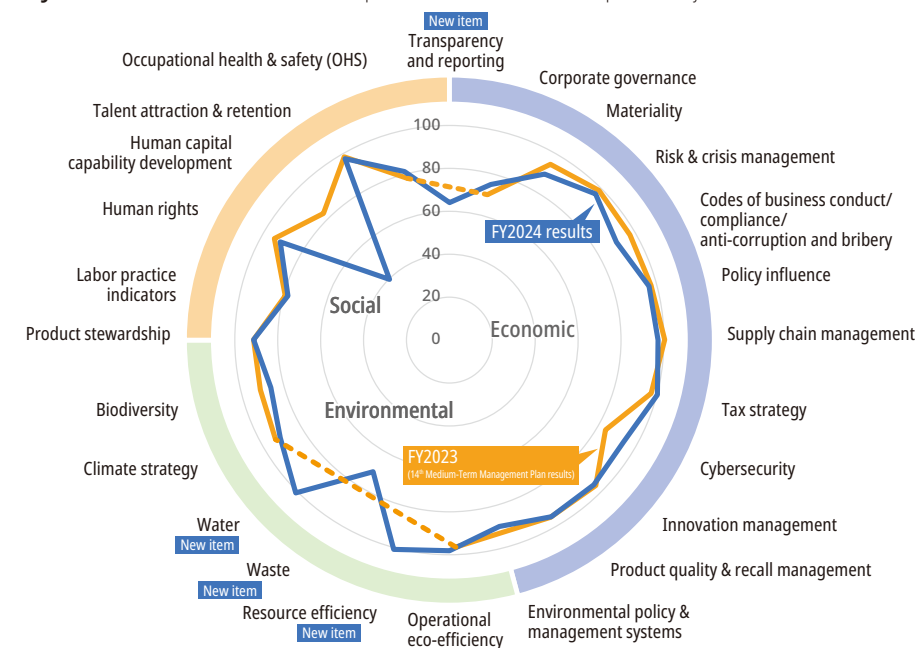 New item
Transparency
and reporting
Corporate governance
Materiality
Risk & crisis management
Codes of business conduct/
compliance/
anti-corruption and bribery
Policy influence
Supply chain management
Tax strategy
Cybersecurity
Innovation management
Product quality & recall management
Environmental policy &
management systems
Operational
eco-efficiency
Resource efficiency
New item
Waste
New item
Water
New item
Climate strategy
Biodiversity
Product stewardship
Labor practice
indicators
Human rights
Human capital
capability development
Talent attraction & retention
Occupational health & safety (OHS)
100
80
60
40
20
0
FY2024 results
Social
Economic
Environmental
FY2023
(14th Medium-Term Management Plan results)